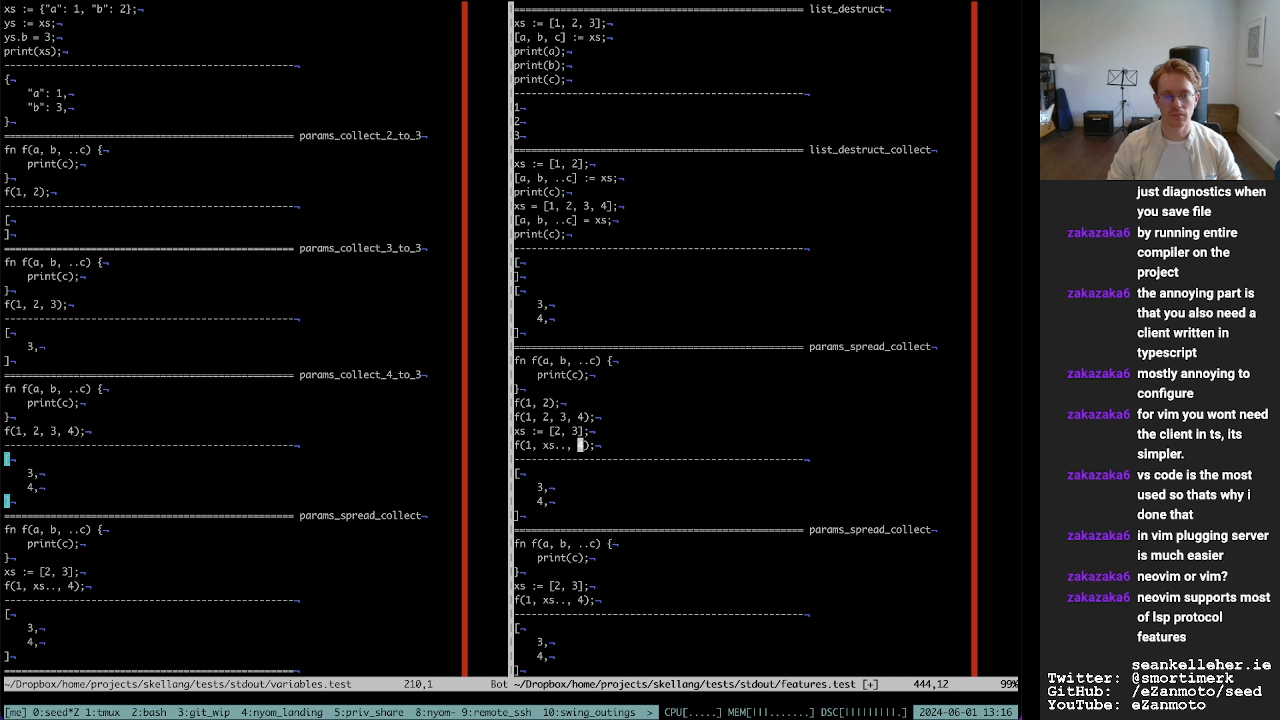 xs := {"a": 1, "b": 2};¬
ys := xs;¬
ys.b = 3;¬
print(xs);¬
---------------------------------------------------¬
{¬
    "a": 1,¬
    "b": 3,¬
}¬
=================================================== params_collect_2_to_3¬
fn f(a, b, ..c) {¬
    print(c);¬
}¬
f(1, 2);¬
---------------------------------------------------¬
[¬
]¬
=================================================== params_collect_3_to_3¬
fn f(a, b, ..c) {¬
    print(c);¬
}¬
f(1, 2, 3);¬
---------------------------------------------------¬
[¬
    3,¬
]¬
=================================================== params_collect_4_to_3¬
fn f(a, b, ..c) {¬
    print(c);¬
}¬
f(1, 2, 3, 4);¬
---------------------------------------------------¬
[¬
    3,¬
    4,¬
]¬
=================================================== params_spread_collect¬
fn f(a, b, ..c) {¬
    print(c);¬
}¬
xs := [2, 3];¬
f(1, xs.., 4);¬
---------------------------------------------------¬
[¬
    3,¬
    4,¬
]¬
===================================================¬
~/Dropbox/home/projects/skellang/tests/stdout/variables.test 210,1 Bot
=================================================== list_destruct¬
xs := [1, 2, 3];¬
[a, b, c] := xs;¬
print(a);¬
print(b);¬
print(c);¬
---------------------------------------------------¬
1¬
2¬
3¬
=================================================== list_destruct_collect¬
xs := [1, 2];¬
[a, b, ..c] := xs;¬
print(c);¬
xs = [1, 2, 3, 4];¬
[a, b, ..c] = xs;¬
print(c);¬
---------------------------------------------------¬
[¬
]¬
[¬
    3,¬
    4,¬
]¬
=================================================== params_spread_collect¬
fn f(a, b, ..c) {¬
    print(c);¬
}¬
f(1, 2);¬
f(1, 2, 3, 4);¬
xs := [2, 3];¬
f(1, xs.., 4);¬
---------------------------------------------------¬
[¬
    3,¬
    4,¬
]¬
=================================================== params_spread_collect¬
fn f(a, b, ..c) {¬
    print(c);¬
}¬
xs := [2, 3];¬
f(1, xs.., 4);¬
---------------------------------------------------¬
[¬
    3,¬
    4,¬
]¬
~/Dropbox/home/projects/skellang/tests/stdout/features.test [+] 444,12 99%
[me] 0:seed*Z 1:tmux 2:bash 3:git_wip 4:nyom_landing 5:priv_share 8:nyom- 9:remote_ssh 10:swing_outings > CPU[.....] MEM[|||.......] DSC[|||||||||.] 2024-06-01 13:16
just diagnostics when
you save file
zakazaka6 by running entire
compiler on the
project
zakazaka6 the annoying part is
that you also need a
client written in
typescript
zakazaka6 mostly annoying to
configure
zakazaka6 for vim you wont need
the client in ts, its
simpler.
zakazaka6 vs code is the most
used so thats why i
done that
zakazaka6 in vim plugging server
is much easier
zakazaka6 neovim or vim?
zakazaka6 neovim supports most
of lsp protocol
features